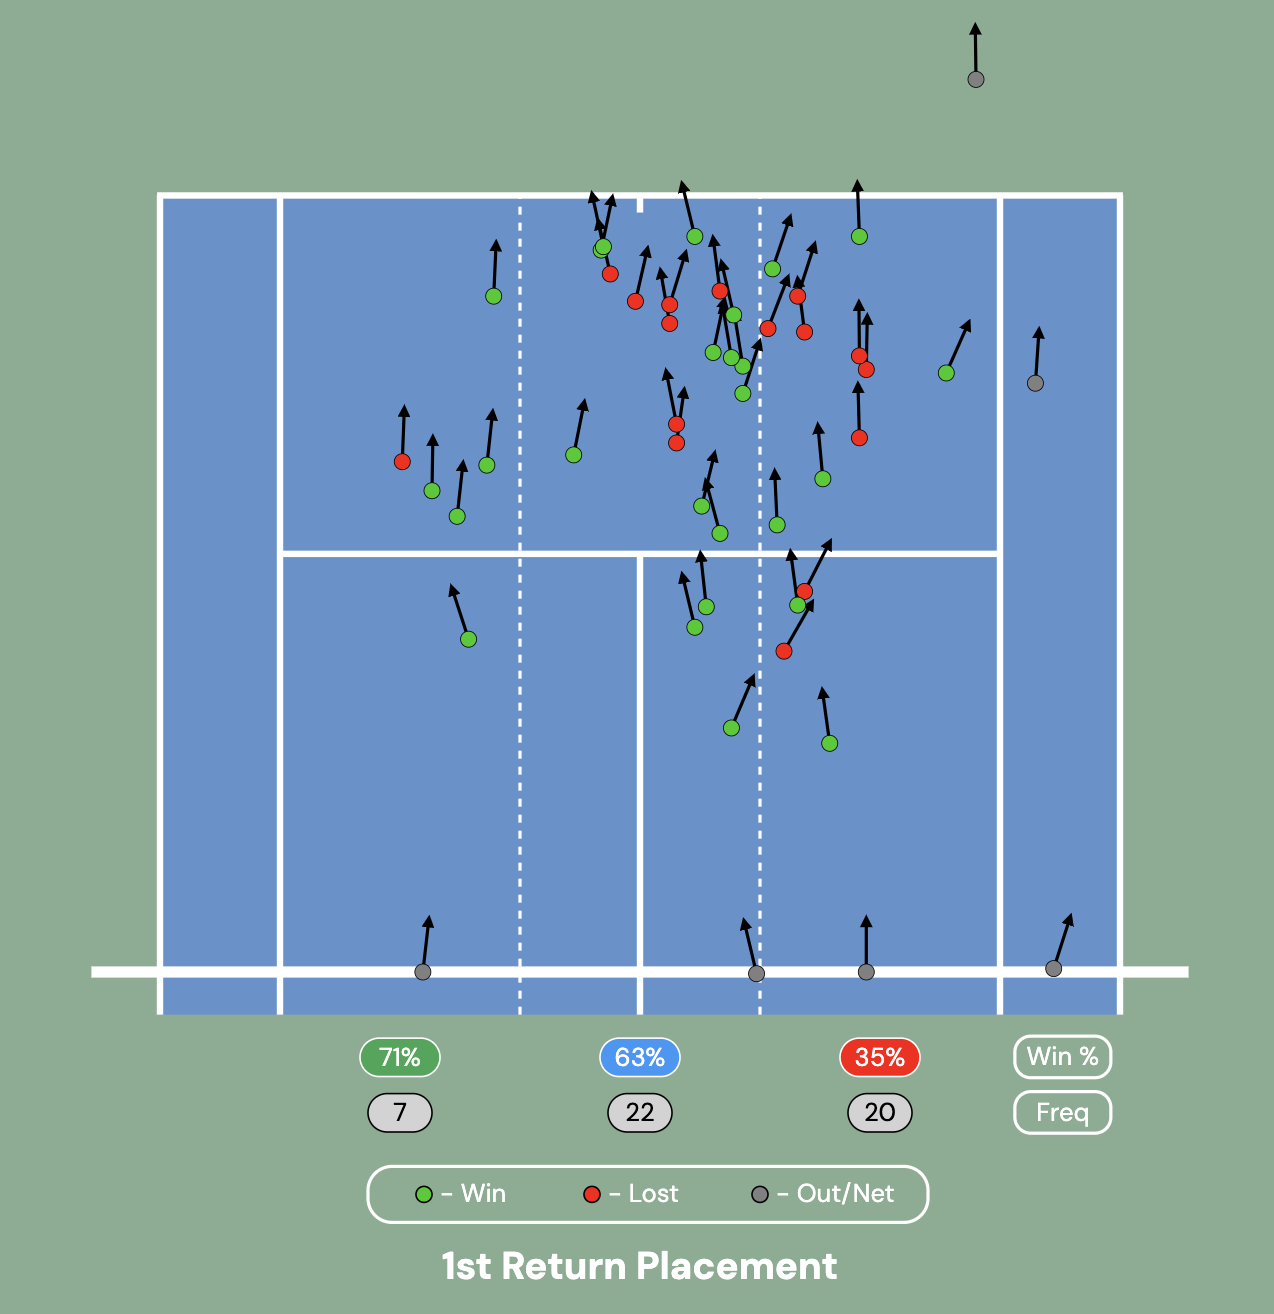 71% 63% 35% Win %
7 22 20 Freq
- Win - Lost - Out/Net
1st Return Placement